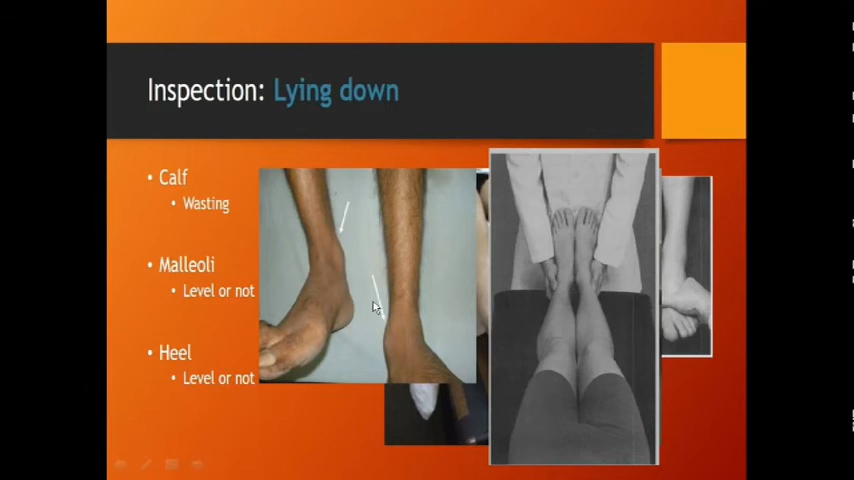 Inspection: Lying down
• Calf
• Wasting
• Malleoli
• Level or not
• Heel
• Level or not